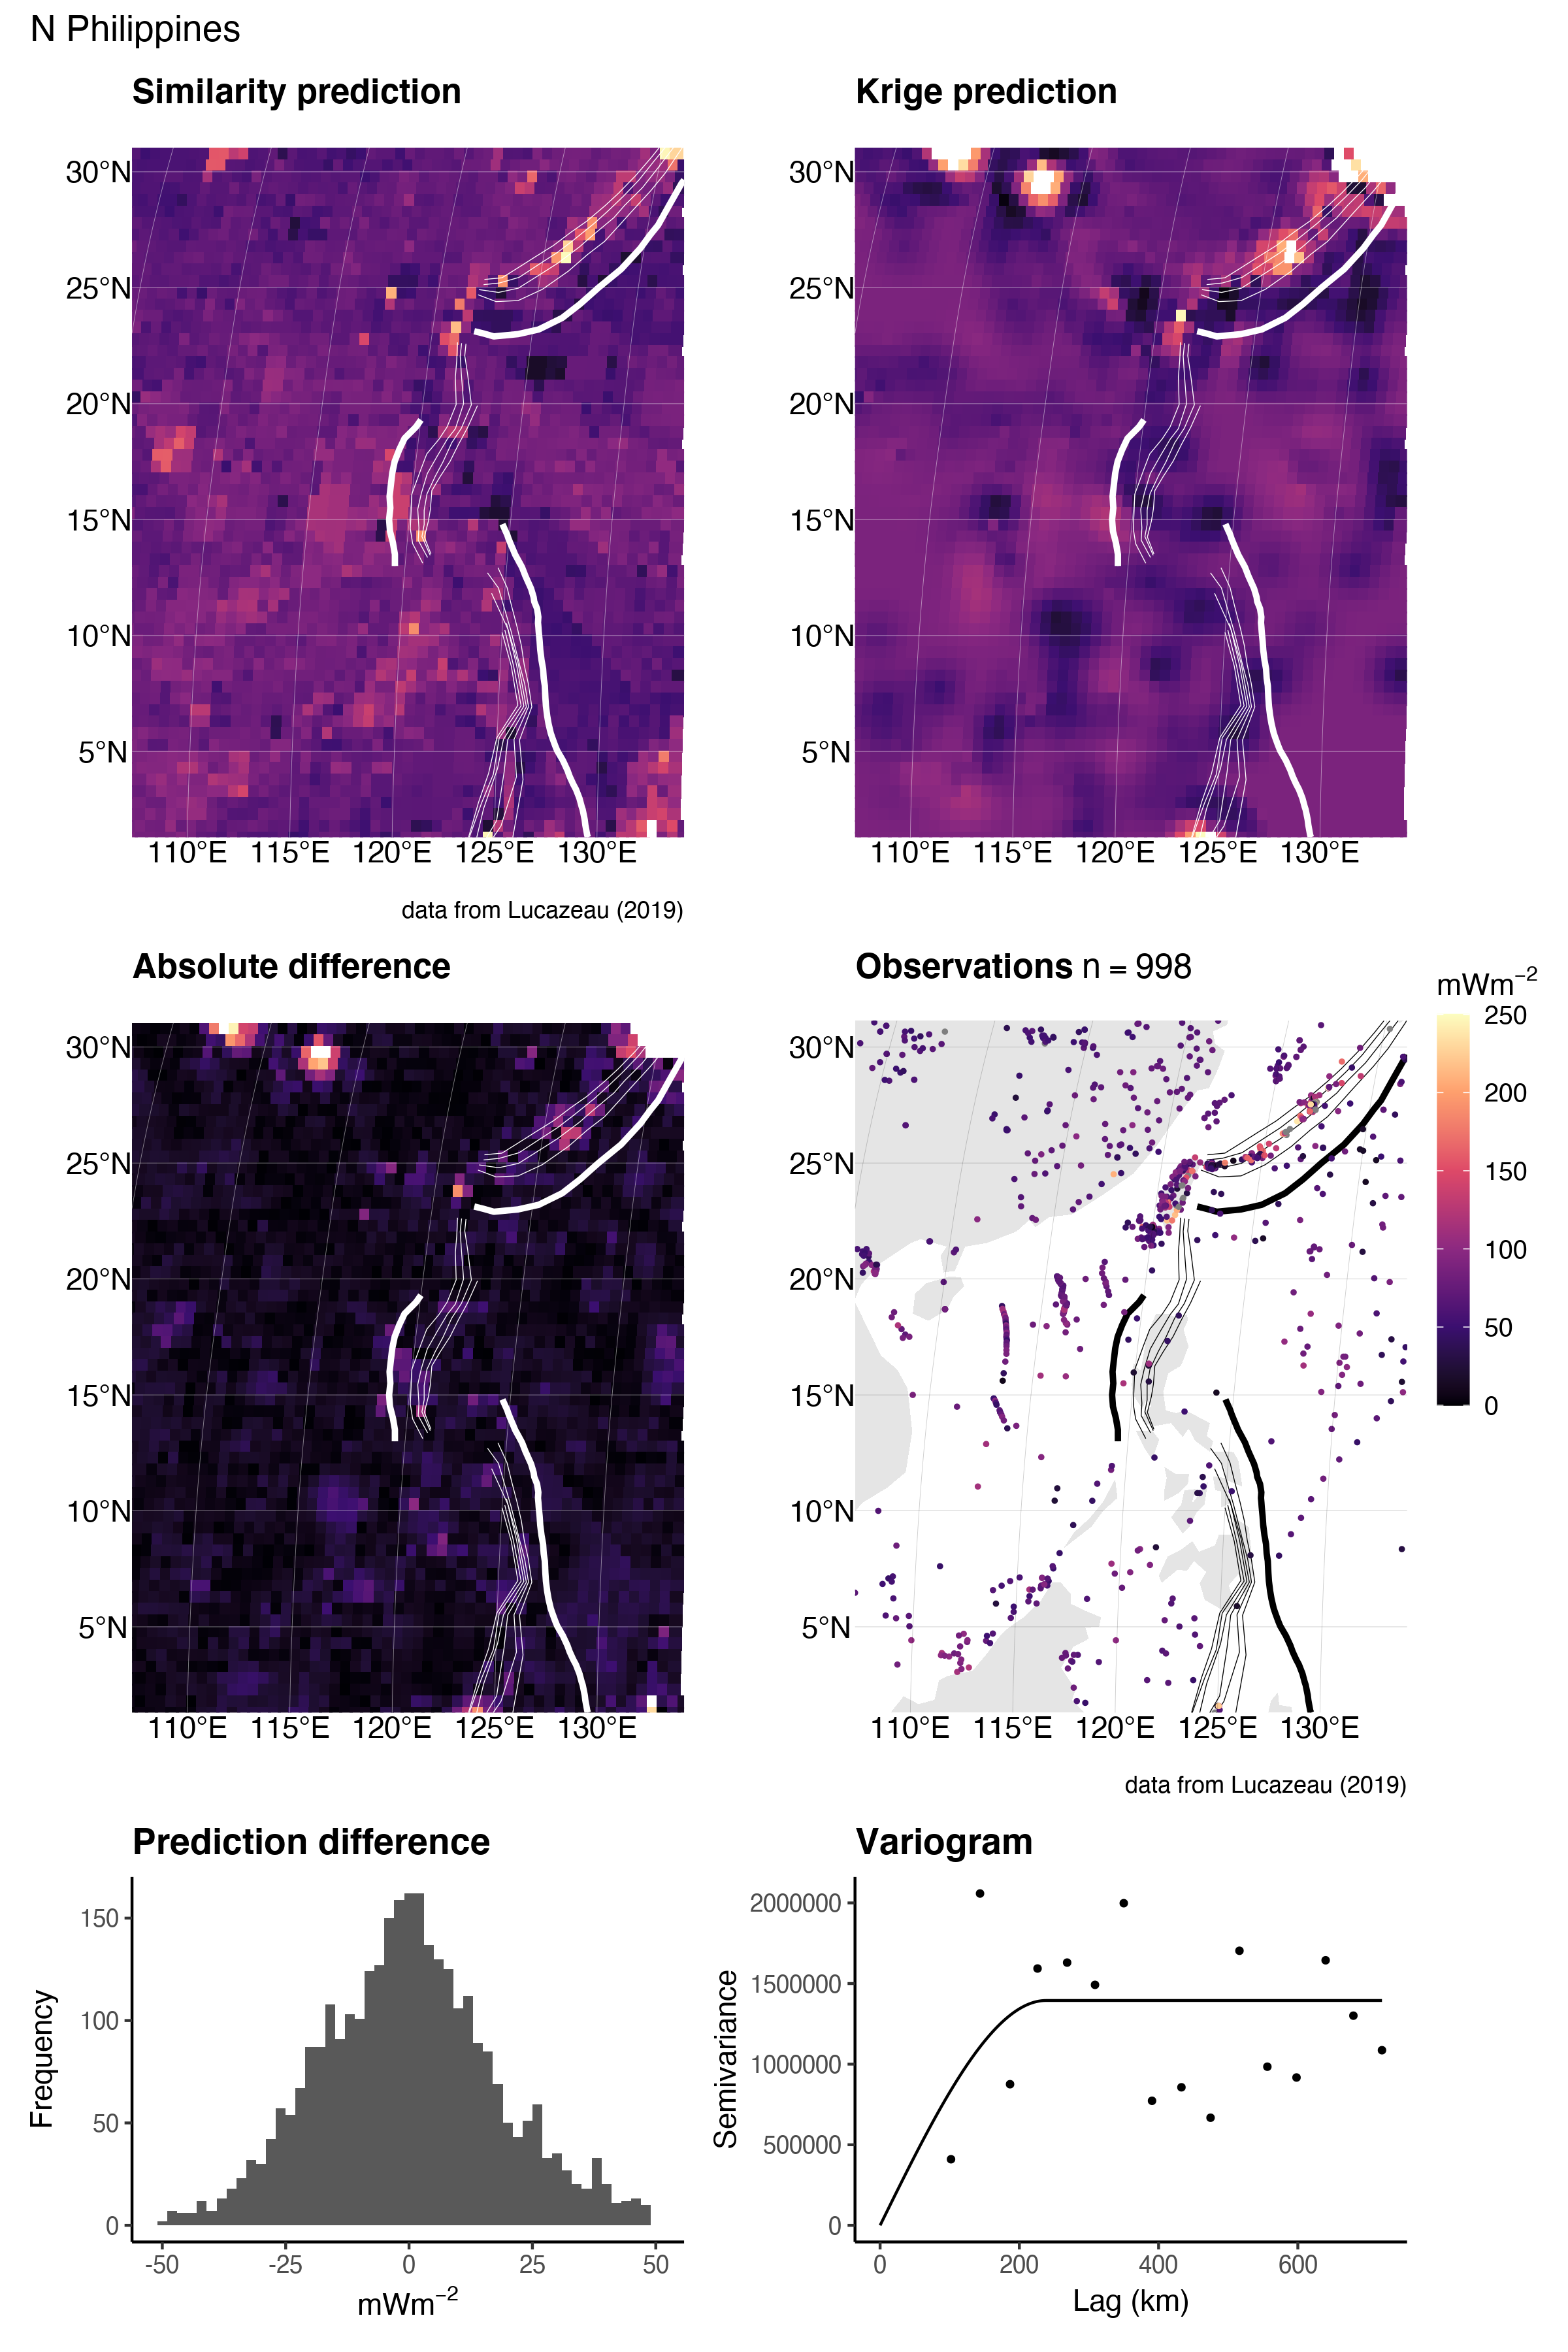 N Philippines
Similarity prediction
30°N
25°N
20°N
15°N
10°N
5°N
110°E 115°E 120°E 125°E 130°E
data from Lucazeau (2019)
Krige prediction
30°N
25°N
20°N
15°N
10°N
5°N
110°E 115°E 120°E 125°E 130°E
Absolute difference
30°N
25°N
20°N
15°N
10°N
5°N
110°E 115°E 120°E 125°E 130°E
Observations n = 998
30°N
25°N
20°N
15°N
10°N
5°N
110°E 115°E 120°E 125°E 130°E
data from Lucazeau (2019)
mWm⁻²
250
200
150
100
50
0
Prediction difference
Frequency
150
100
50
0
-50 -25 0 25 50
mWm⁻²
Variogram
Semivariance
2000000
1500000
1000000
500000
0
0 200 400 600
Lag (km)